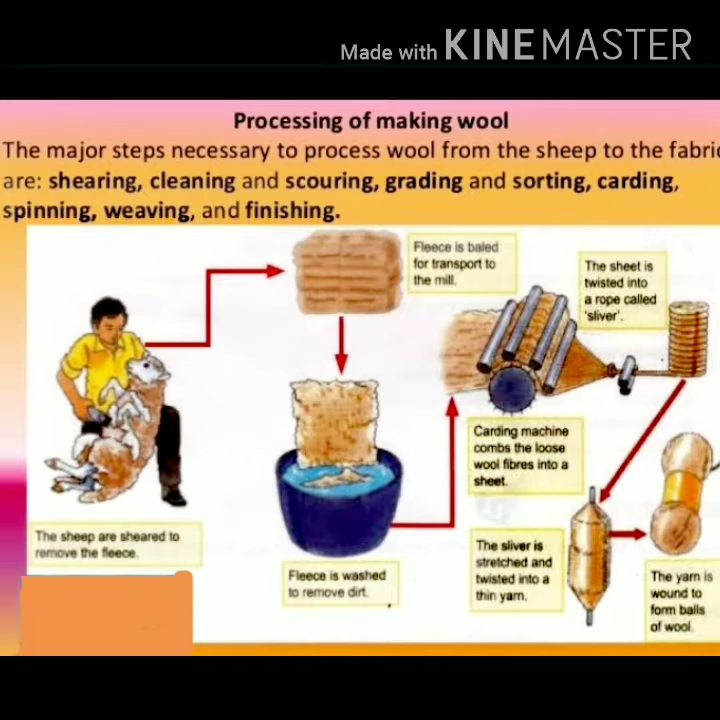 Made with KINEMASTER
Processing of making wool
The major steps necessary to process wool from the sheep to the fabric
are: shearing, cleaning and scouring, grading and sorting, carding,
spinning, weaving, and finishing.
Fleece is baled
for transport to
the mill.
The sheet is
twisted into
a rope called
'sliver'.
Carding machine
combs the loose
wool fibres into a
sheet.
The sheep are sheared to
remove the fleece.
Fleece is washed
to remove dirt.
The sliver is
stretched and
twisted into a
thin yarn.
The yarn is
wound to
form balls
of wool.